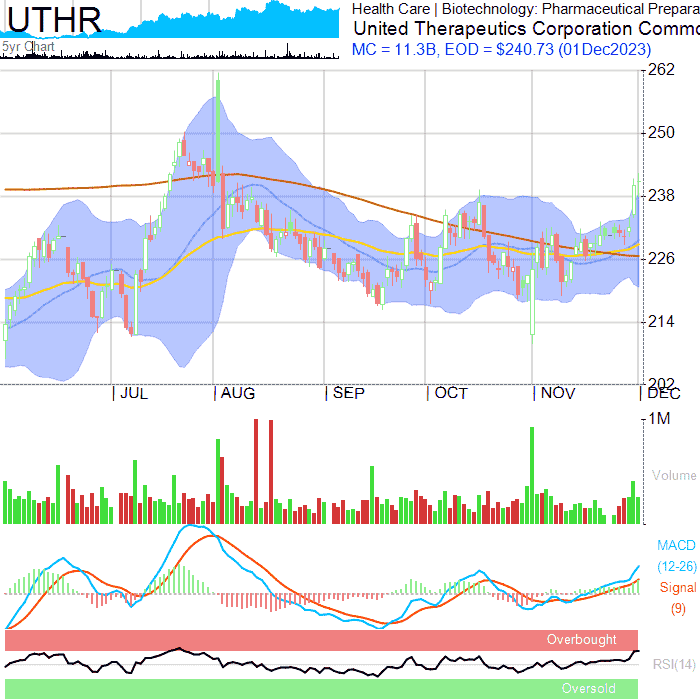 UTHR
5yr Chart
Health Care | Biotechnology: Pharmaceutical Prepara
United Therapeutics Corporation Commo
MC = 11.3B, EOD = $240.73 (01Dec2023)
262
250
238
226
214
202
JUL
AUG
SEP
OCT
NOV
DEC
1M
Volume
MACD
(12-26)
Signal
(9)
Overbought
RSI(14)
Oversold